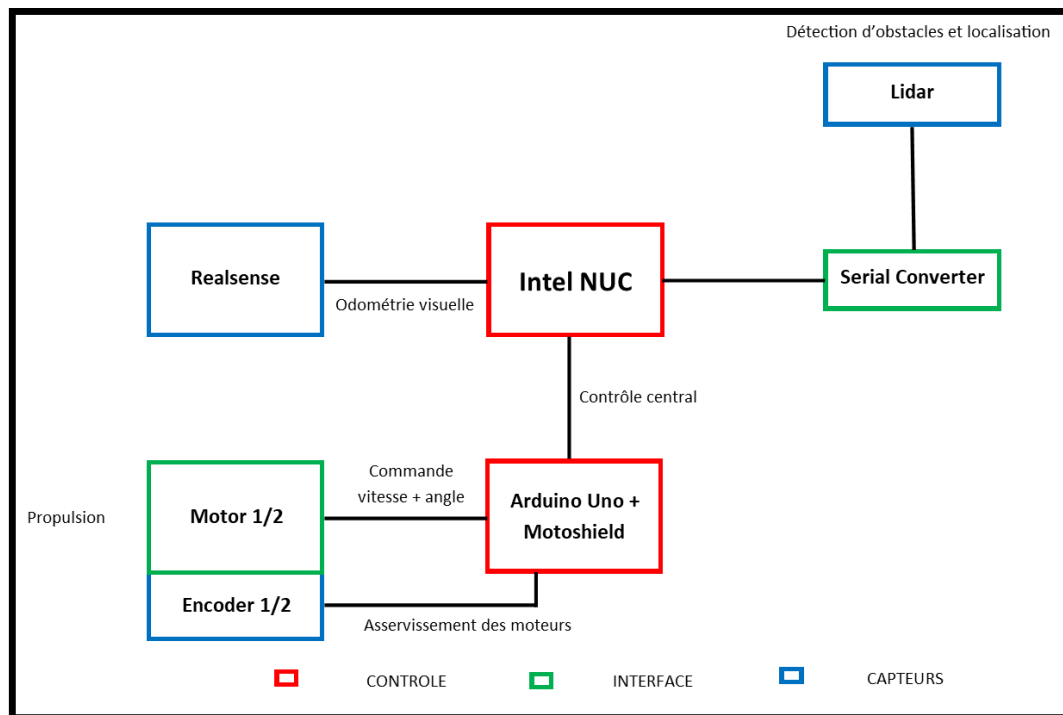 Détection d'obstacles et localisation
Lidar
Realsense
Intel NUC
Serial Converter
Odométrie visuelle
Contrôle central
Commande
vitesse + angle
Propulsion
Motor 1/2
Arduino Uno +
Motoshield
Encoder 1/2
Asservissement des moteurs
CONTROLE
INTERFACE
CAPTEURS